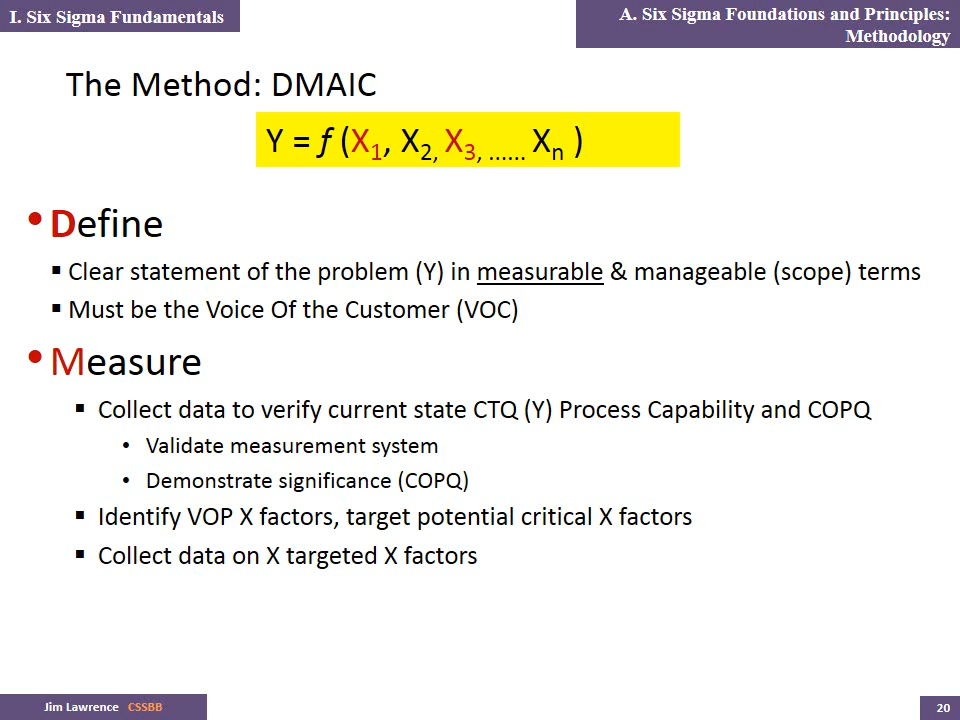 I. Six Sigma Fundamentals
A. Six Sigma Foundations and Principles:
Methodology
The Method: DMAIC
Y = f (X1, X2, X3, ...... Xn )
• Define
▪ Clear statement of the problem (Y) in measurable & manageable (scope) terms
▪ Must be the Voice Of the Customer (VOC)
• Measure
▪ Collect data to verify current state CTQ (Y) Process Capability and COPQ
• Validate measurement system
• Demonstrate significance (COPQ)
▪ Identify VOP X factors, target potential critical X factors
▪ Collect data on X targeted X factors
Jim Lawrence CSSBB
20